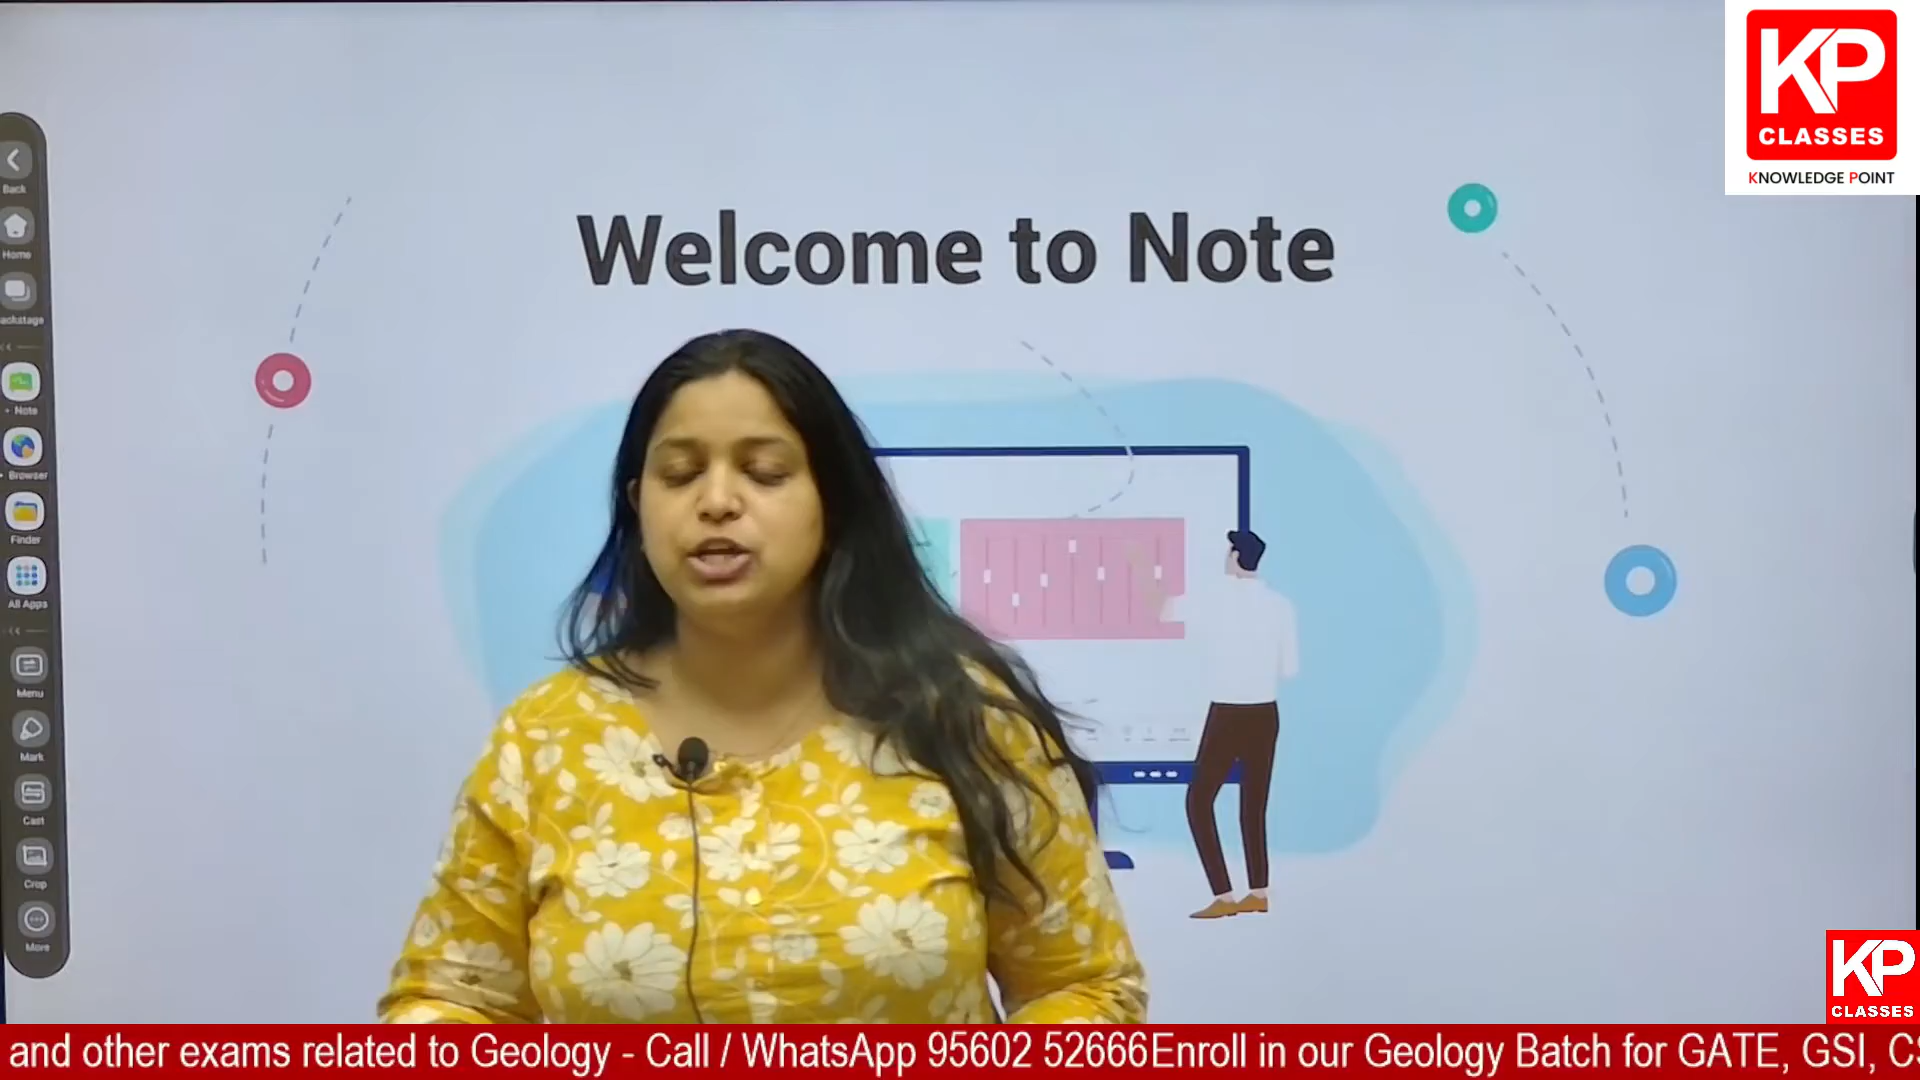 KP
CLASSES
KNOWLEDGE POINT
Welcome to Note
Back
Home
ackstage
Note
Browser
Finder
All Apps
Menu
Mark
Cast
Crop
More
KP
CLASSES
and other exams related to Geology - Call / WhatsApp 95602 52666Enroll in our Geology Batch for GATE, GSI, CS